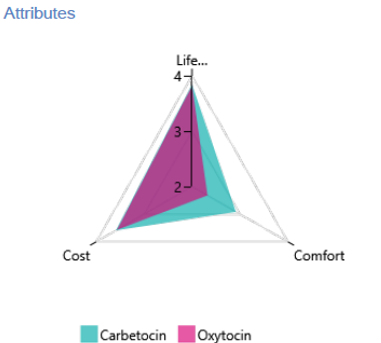 Attributes
Life...
4
3
2
Cost
Comfort
Carbetocin
Oxytocin